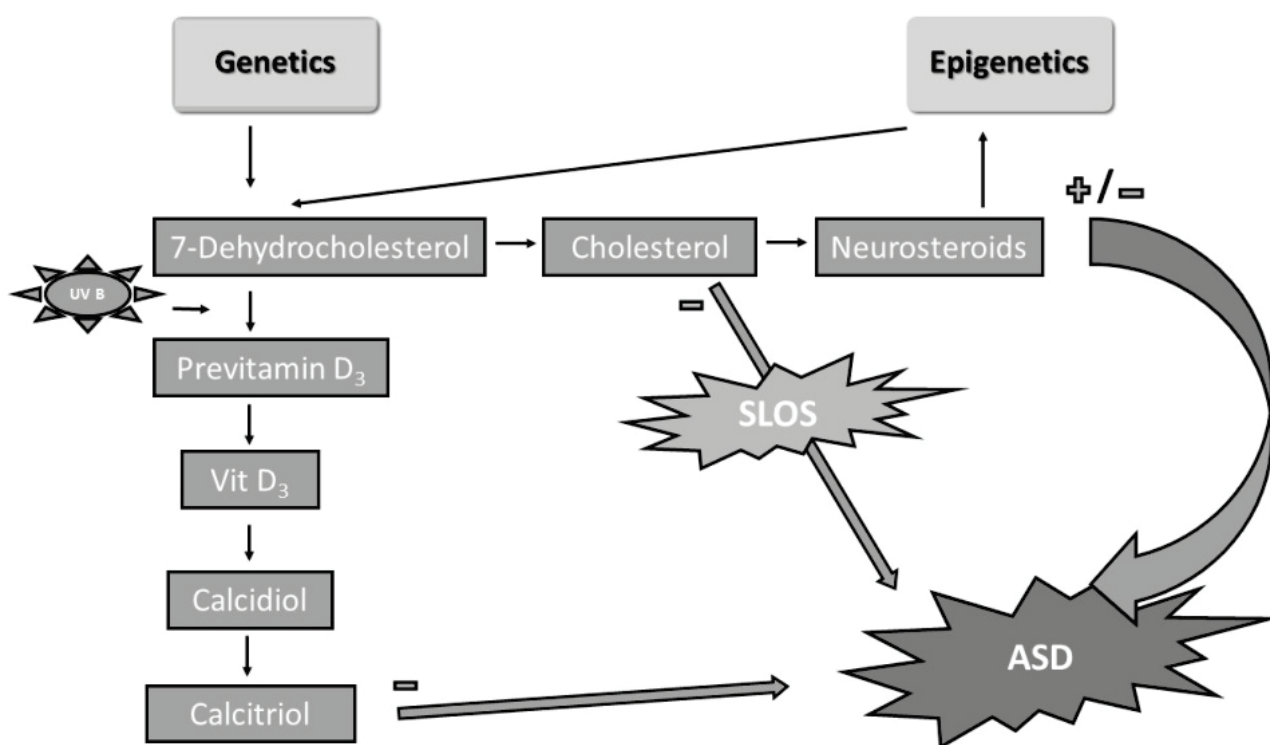 Genetics
Epigenetics
+/-
7-Dehydrocholesterol
Cholesterol
Neurosteroids
UV B
-
Previtamin D₃
SLOS
Vit D₃
Calcidiol
ASD
-
Calcitriol